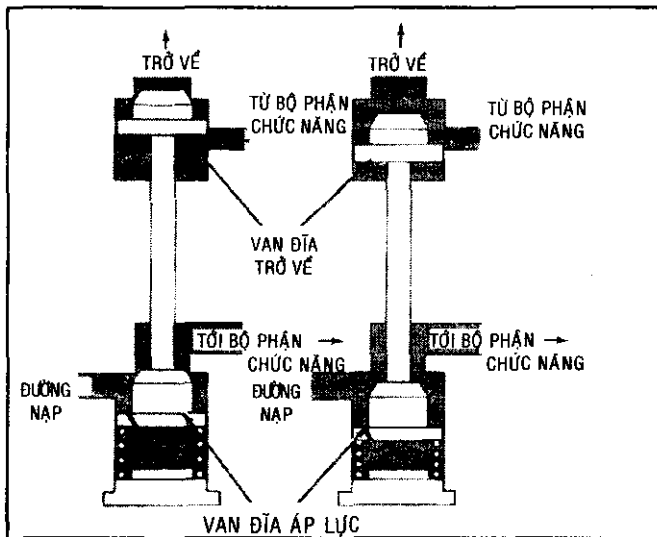 TRỞ VỀ
TỪ BỘ PHẬN
CHỨC NĂNG
VAN ĐĨA
TRỞ VỀ
TỚI BỘ PHẬN
CHỨC NĂNG
ĐƯỜNG
NẠP
TRỞ VỀ
TỪ BỘ PHẬN
CHỨC NĂNG
TỚI BỘ PHẬN
CHỨC NĂNG
ĐƯỜNG
NẠP
VAN ĐĨA ÁP LỰC